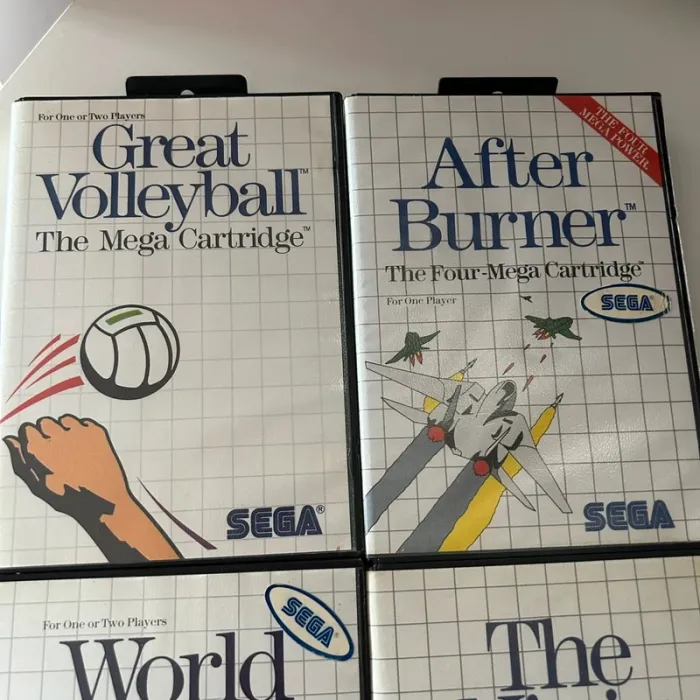 For One or Two Players
Great
Volleyball™
The Mega Cartridge™
SEGA®
THE FOUR
MEGA POWER
After
Burner™
The Four-Mega Cartridge™
For One Player
SEGA®
SEGA
For One or Two Players
SEGA
World
The